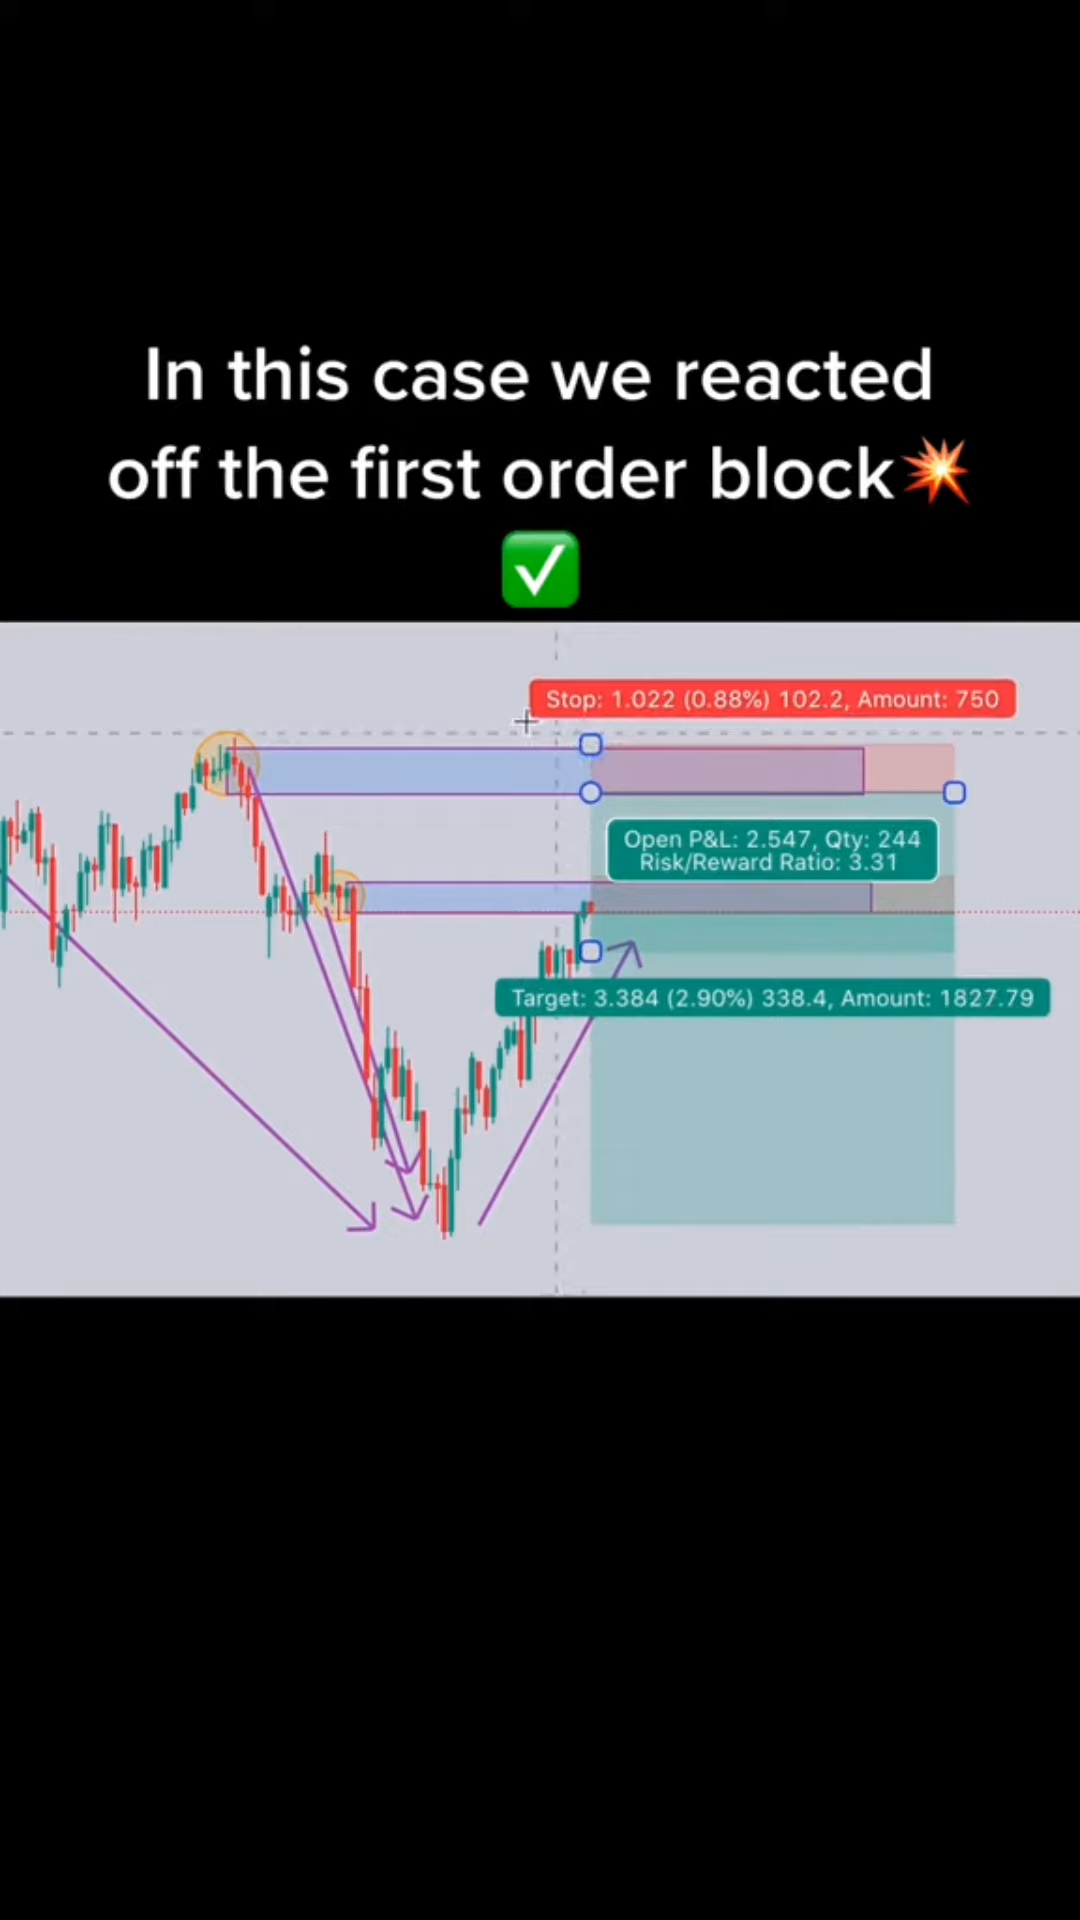 In this case we reacted
off the first order block💥
✅
Stop: 1.022 (0.88%) 102.2, Amount: 750
Open P&L: 2.547, Qty: 244
Risk/Reward Ratio: 3.31
Target: 3.384 (2.90%) 338.4, Amount: 1827.79